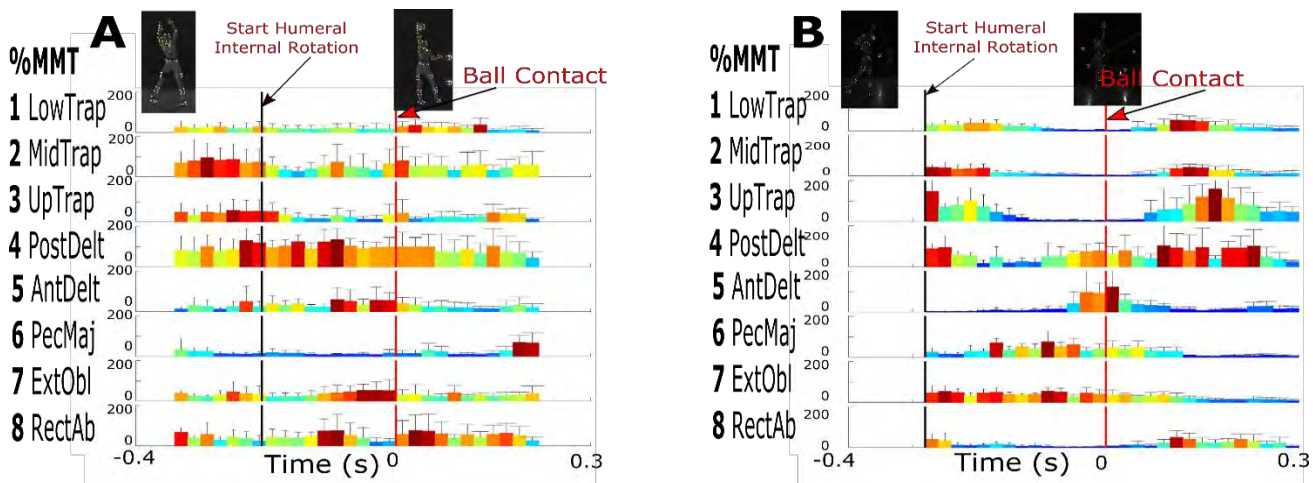 A
Start Humeral
Internal Rotation
%MMT
Ball Contact
1 LowTrap
200
0
2 MidTrap
200
0
3 UpTrap
200
0
4 PostDelt
200
0
5 AntDelt
200
0
6 PecMaj
200
0
7 ExtObl
200
0
8 RectAb
200
0
-0.4
Time (s)
0
0.3
B
Start Humeral
Internal Rotation
%MMT
Ball Contact
1 LowTrap
200
0
2 MidTrap
200
0
3 UpTrap
200
0
4 PostDelt
200
0
5 AntDelt
200
0
6 PecMaj
200
0
7 ExtObl
200
0
8 RectAb
200
0
-0.4
Time (s)
0
0.3